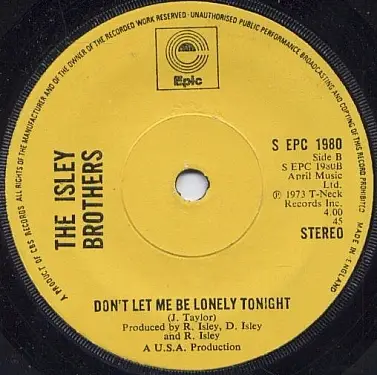 ALL RIGHTS OF THE MANUFACTURER AND OF THE OWNER OF THE RECORDED WORK RESERVED · UNAUTHORISED PUBLIC PERFORMANCE BROADCASTING AND COPYING OF THIS RECORD PROHIBITED
MADE IN ENGLAND
A PRODUCT OF CBS RECORDS
Epic
THE ISLEY
BROTHERS
S EPC 1980
Side B
S EPC 1980B
April Music
Ltd.
℗ 1973 T-Neck
Records Inc.
4.00
45
STEREO
DON'T LET ME BE LONELY TONIGHT
(J. Taylor)
Produced by R. Isley, D. Isley
and R. Isley
A U.S.A. Production